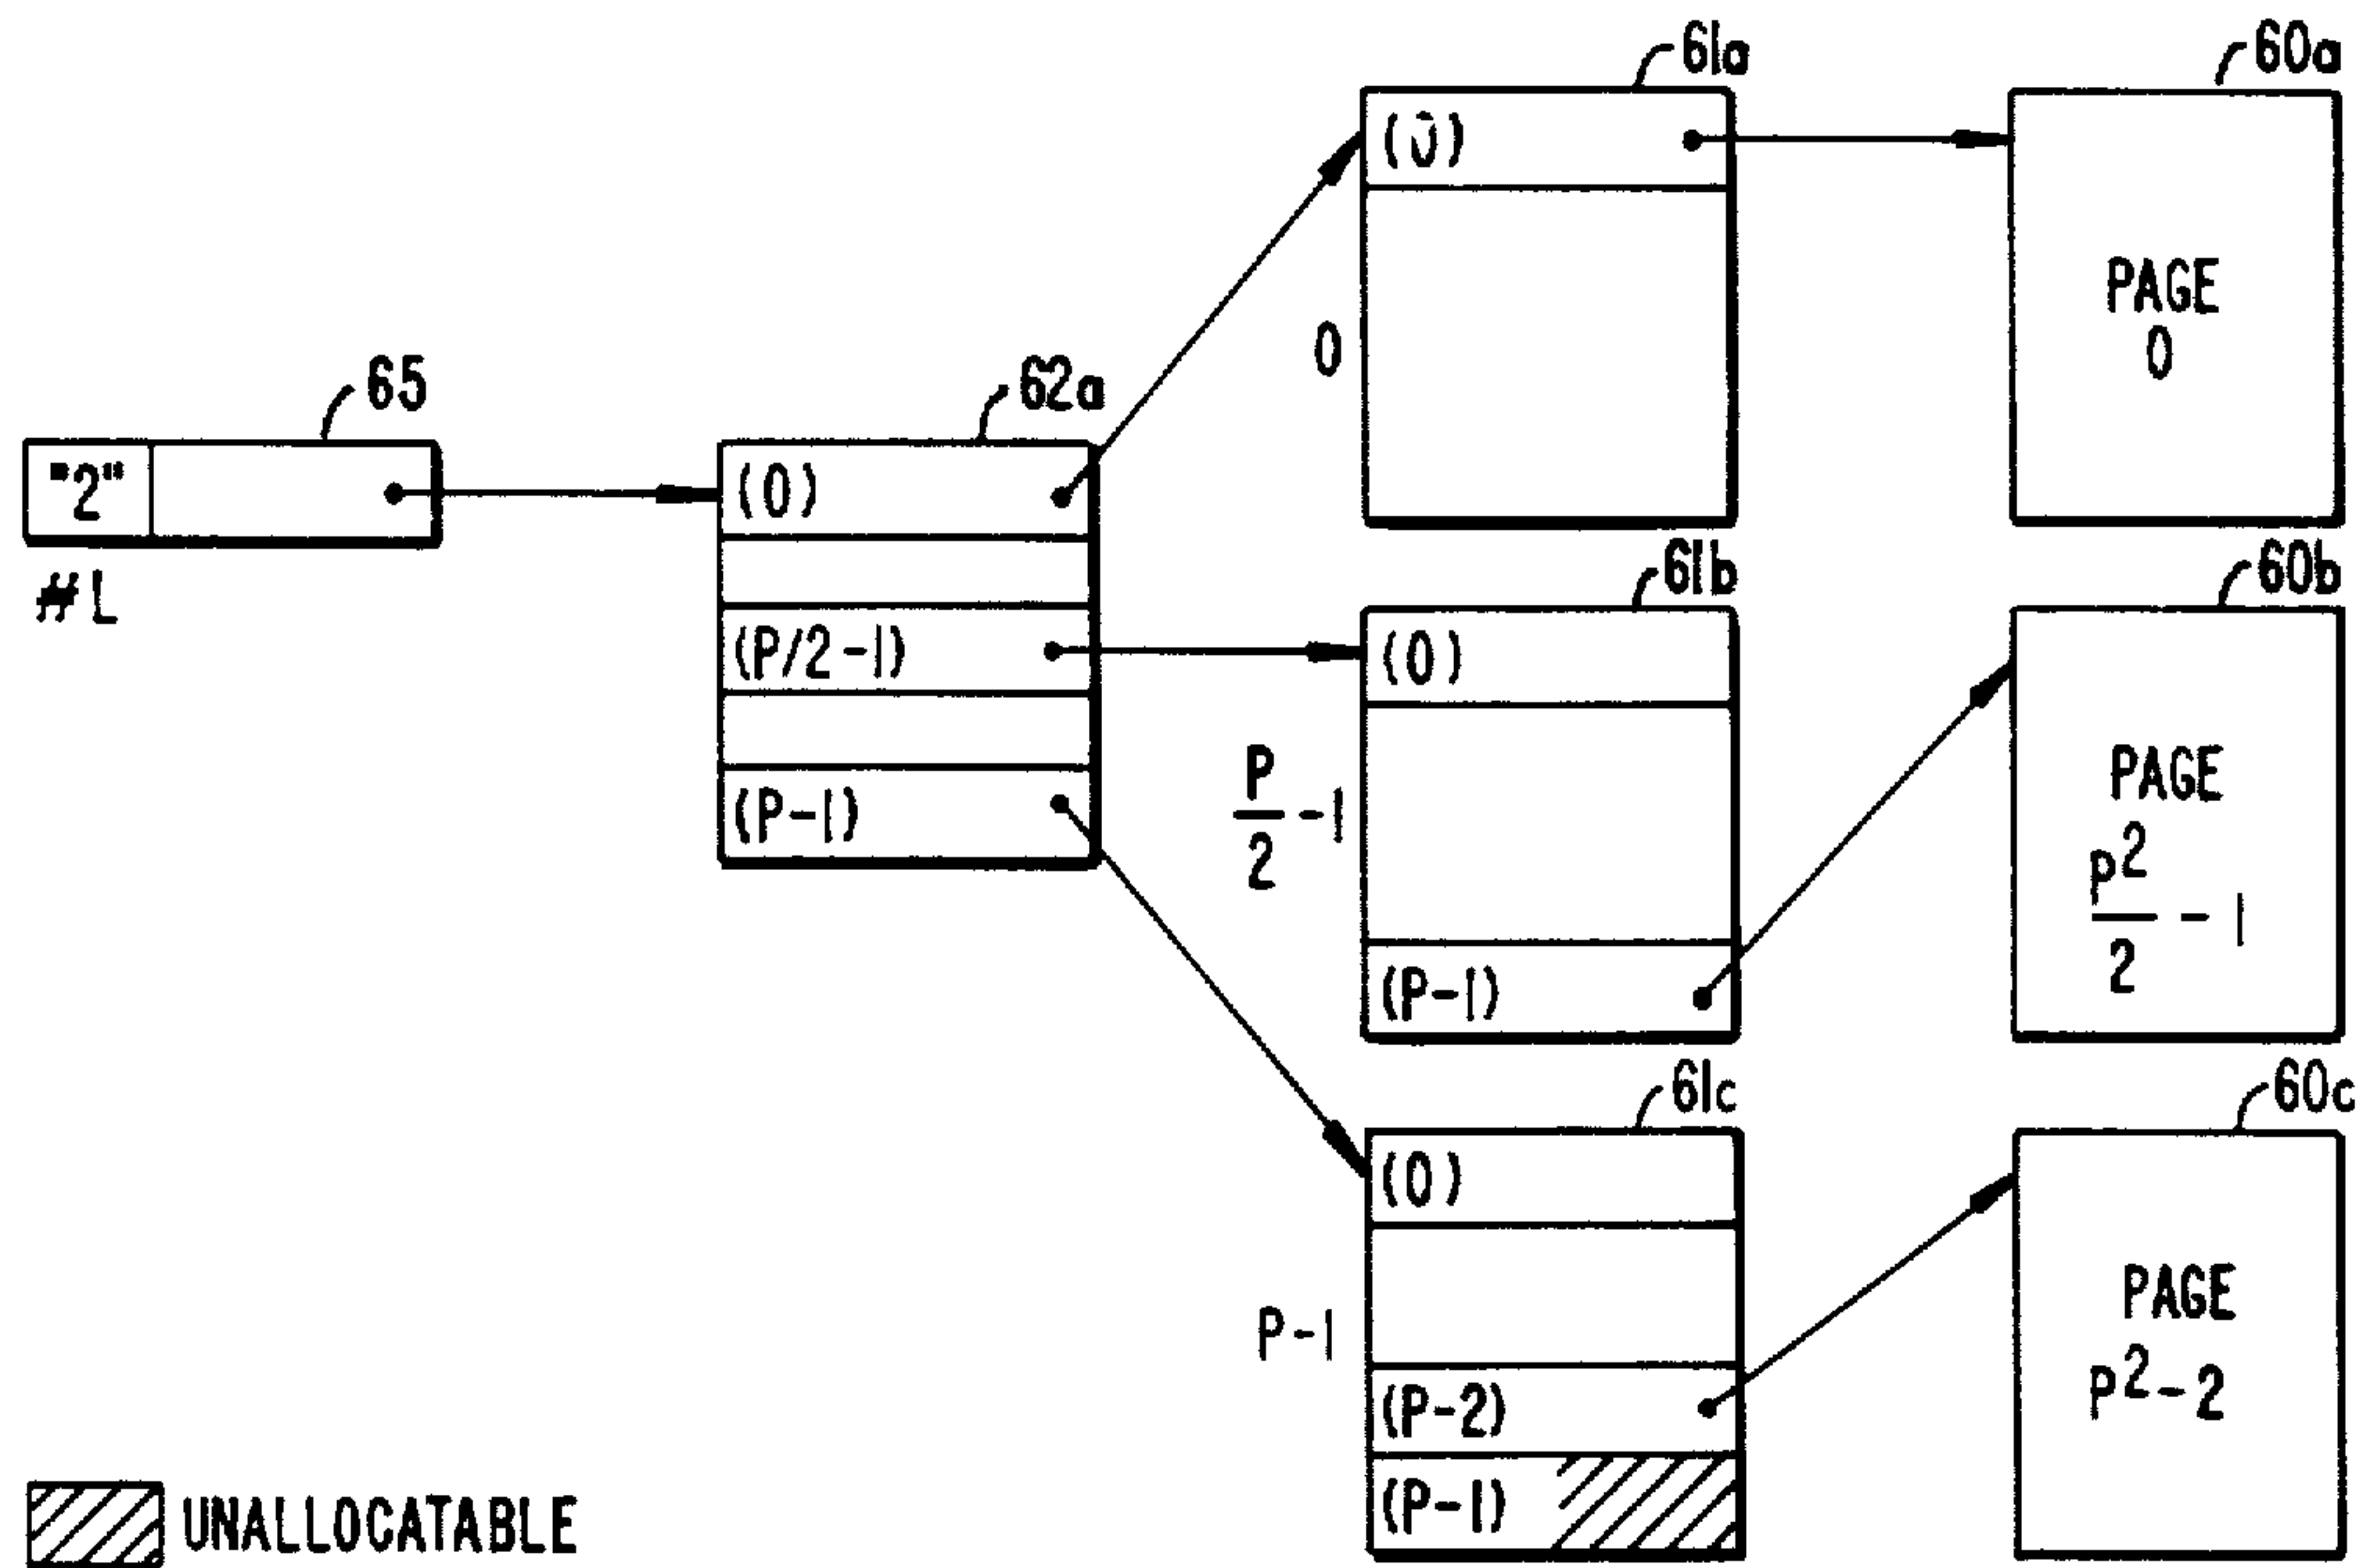 61a
60a
(0)
PAGE
0
0
65
62a
"2"
(0)
#L
61b
60b
(P/2-1)
(0)
(P-1)
P/2 -1
PAGE
P²/2 - 1
(P-1)
61c
60c
(0)
P-1
PAGE
P²-2
(P-2)
(P-1)
UNALLOCATABLE